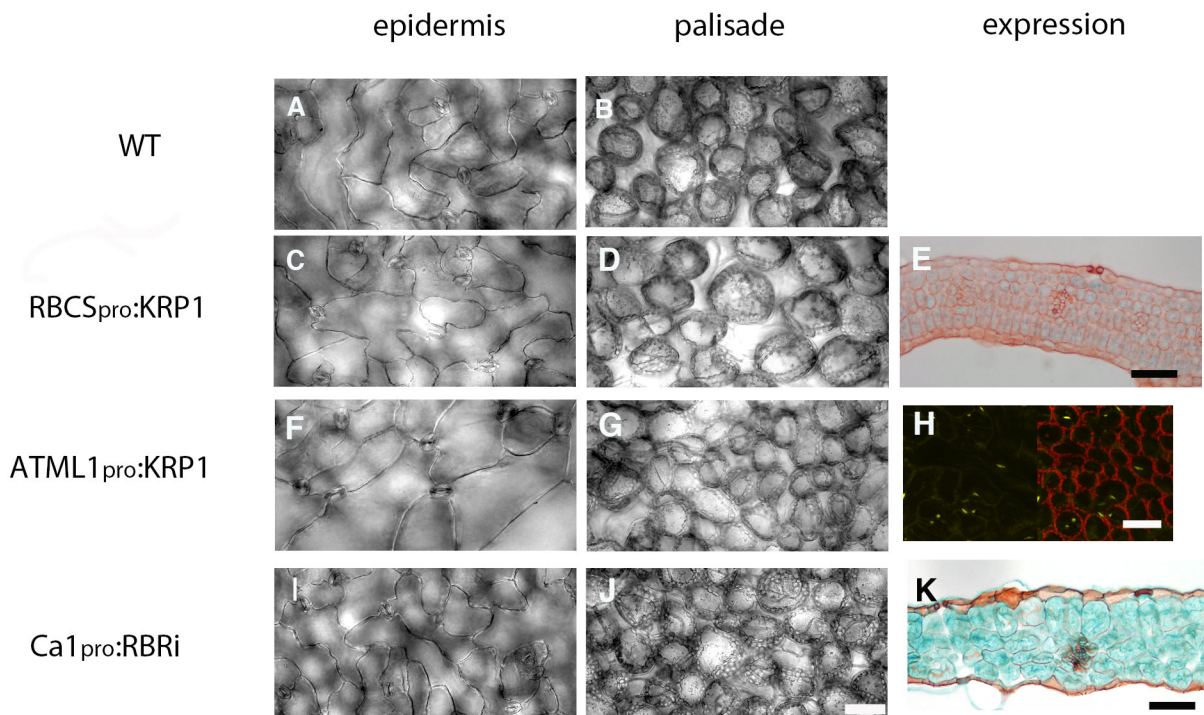 epidermis palisade expression
WT A B
RBCSpro:KRP1 C D E
ATML1pro:KRP1 F G H
Ca1pro:RBRi I J K